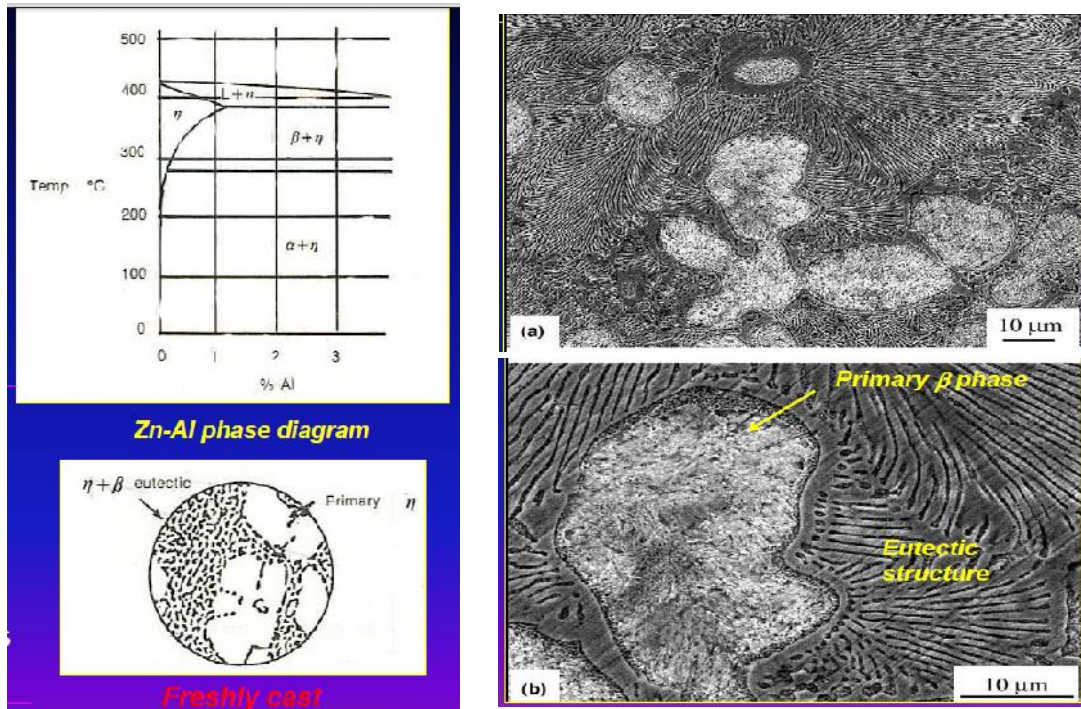 500
400
300
200
100
0
Temp °C
L+η
η
β+η
α+η
0 1 2 3
% Al
Zn-Al phase diagram
η+β eutectic
Primary η
Freshly cast
(a)
10 μm
Primary β phase
Eutectic
structure
(b)
10 μm